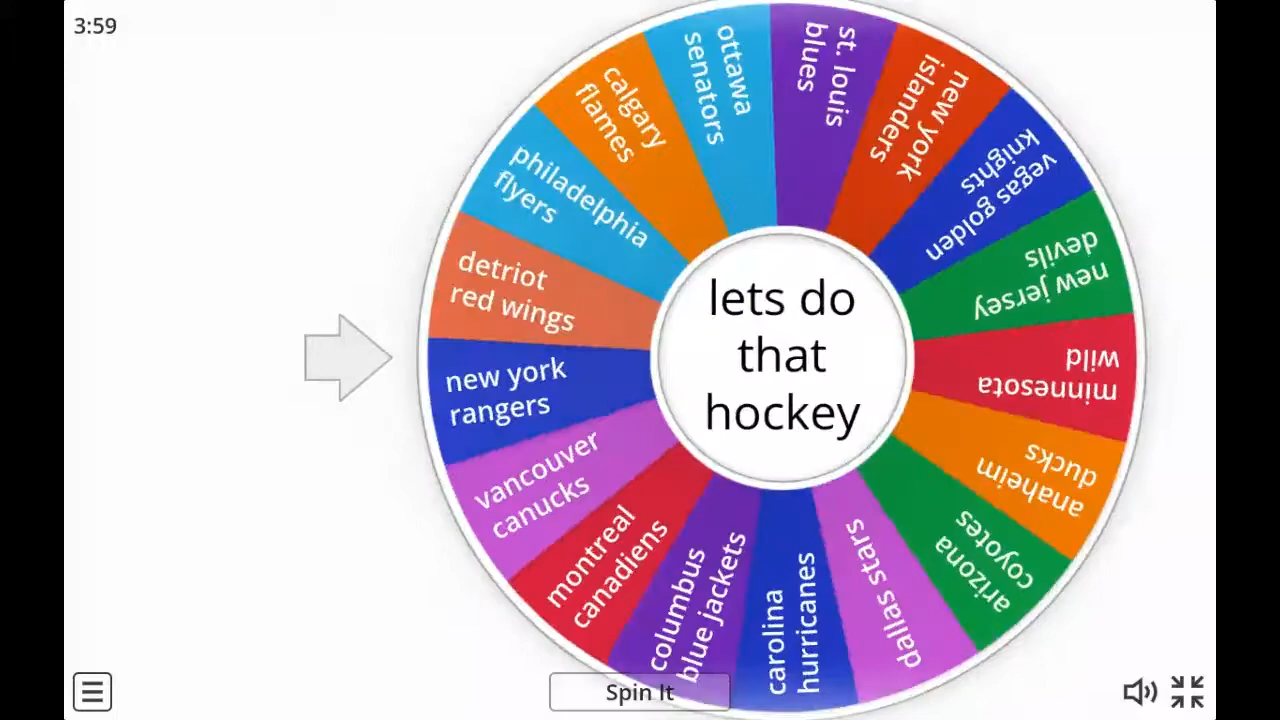 3:59
ottawa
senators
st. louis
blues
new york
islanders
vegas golden
knights
new jersey
devils
minnesota
wild
anaheim
ducks
arizona
coyotes
dallas stars
carolina
hurricanes
columbus
blue jackets
montreal
canadiens
vancouver
canucks
new york
rangers
detriot
red wings
philadelphia
flyers
calgary
flames
lets do
that
hockey
Spin It